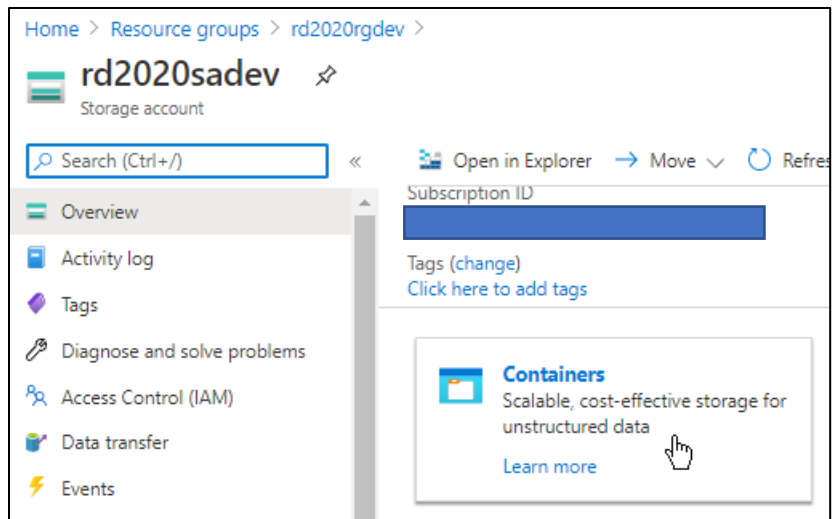 Home > Resource groups > rd2020rgdev >
rd2020sadev
Storage account
Search (Ctrl+/)
«
Open in Explorer
Move
Refres
Overview
Activity log
Tags
Diagnose and solve problems
Access Control (IAM)
Data transfer
Events
Subscription ID
Tags (change)
Click here to add tags
Containers
Scalable, cost-effective storage for
unstructured data
Learn more